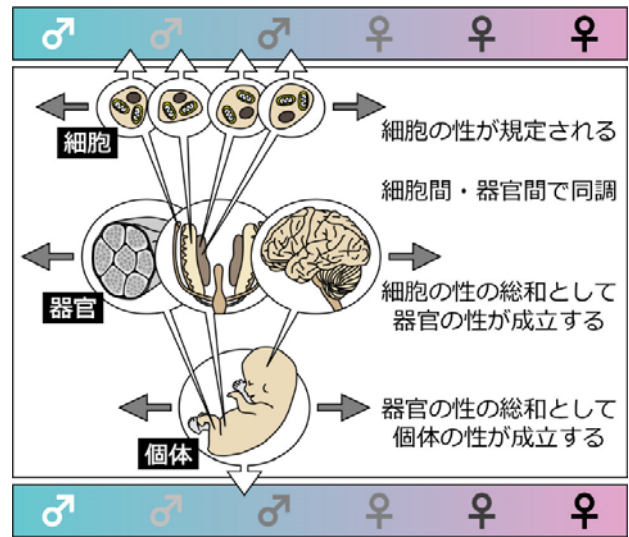 ♂ ♂ ♂ ♀ ♀ ♀
細胞
細胞の性が規定される
細胞間・器官間で同調
器官
細胞の性の総和として
器官の性が成立する
器官の性の総和として
個体の性が成立する
個体
♂ ♂ ♂ ♀ ♀ ♀